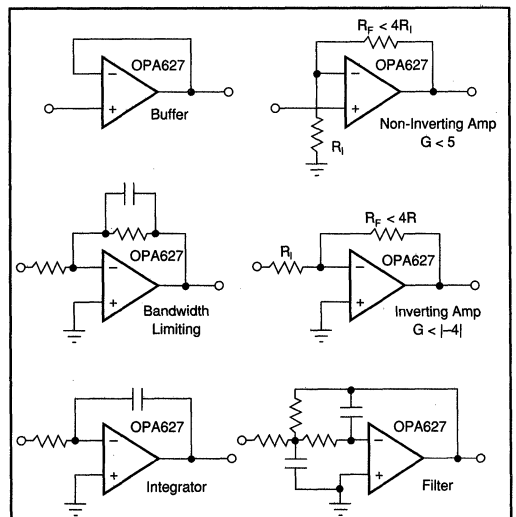 OPA627
−
+
Buffer
R_F < 4R_I
OPA627
−
+
R_I
Non-Inverting Amp
G < 5
OPA627
−
+
Bandwidth
Limiting
R_F < 4R
R_I
OPA627
−
+
Inverting Amp
G < |–4|
OPA627
−
+
Integrator
OPA627
−
+
Filter